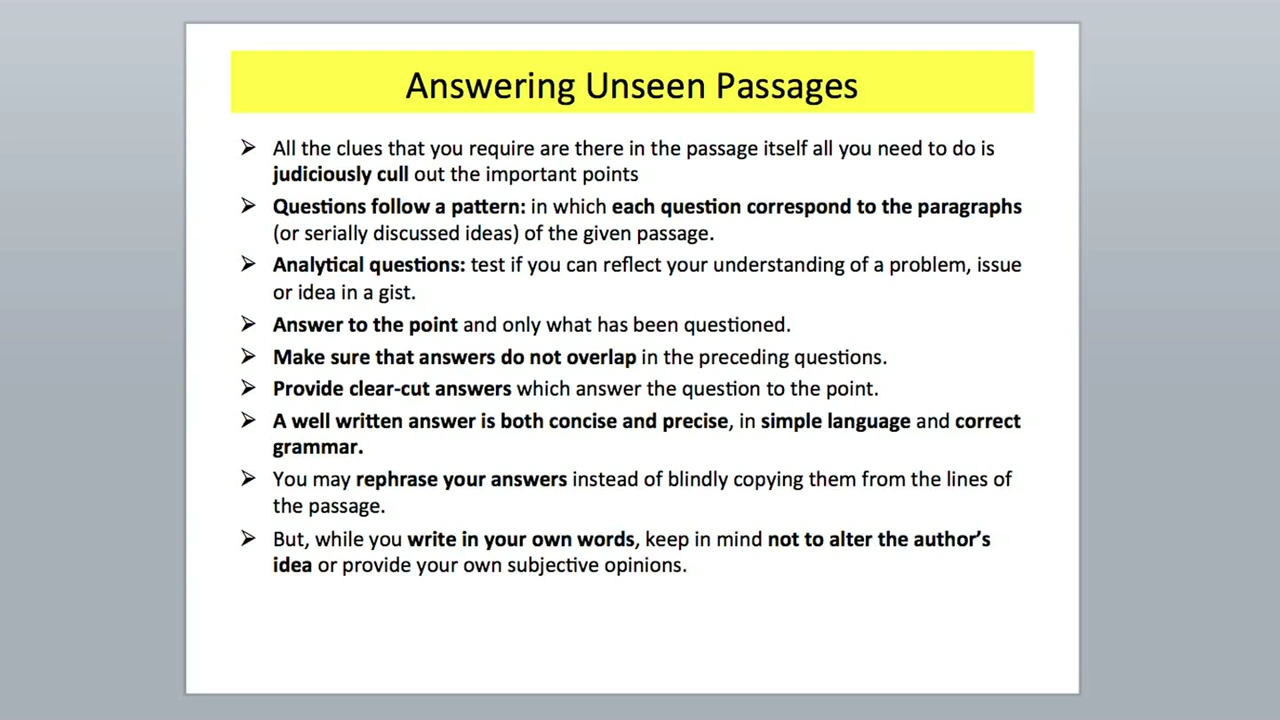 Answering Unseen Passages
➢ All the clues that you require are there in the passage itself all you need to do is
judiciously cull out the important points
➢ Questions follow a pattern: in which each question correspond to the paragraphs
(or serially discussed ideas) of the given passage.
➢ Analytical questions: test if you can reflect your understanding of a problem, issue
or idea in a gist.
➢ Answer to the point and only what has been questioned.
➢ Make sure that answers do not overlap in the preceding questions.
➢ Provide clear-cut answers which answer the question to the point.
➢ A well written answer is both concise and precise, in simple language and correct
grammar.
➢ You may rephrase your answers instead of blindly copying them from the lines of
the passage.
➢ But, while you write in your own words, keep in mind not to alter the author’s
idea or provide your own subjective opinions.